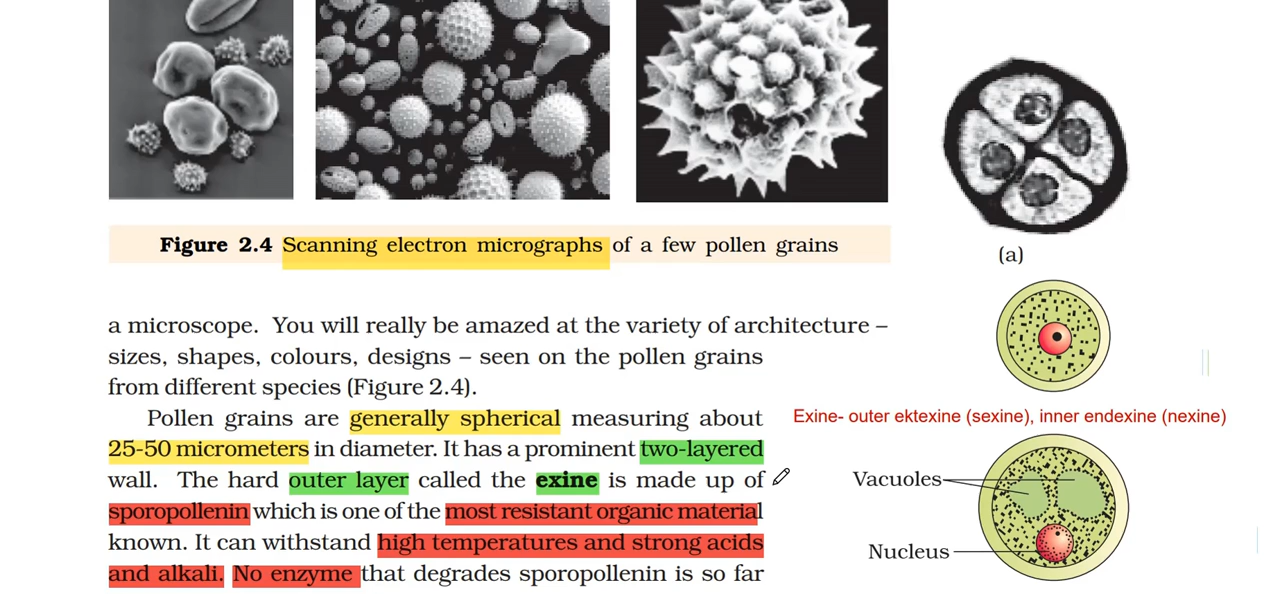 Figure 2.4 Scanning electron micrographs of a few pollen grains
(a)
a microscope. You will really be amazed at the variety of architecture –
sizes, shapes, colours, designs – seen on the pollen grains
from different species (Figure 2.4).
Pollen grains are generally spherical measuring about
25-50 micrometers in diameter. It has a prominent two-layered
wall. The hard outer layer called the exine is made up of
sporopollenin which is one of the most resistant organic material
known. It can withstand high temperatures and strong acids
and alkali. No enzyme that degrades sporopollenin is so far
Exine- outer ektexine (sexine), inner endexine (nexine)
Vacuoles
Nucleus